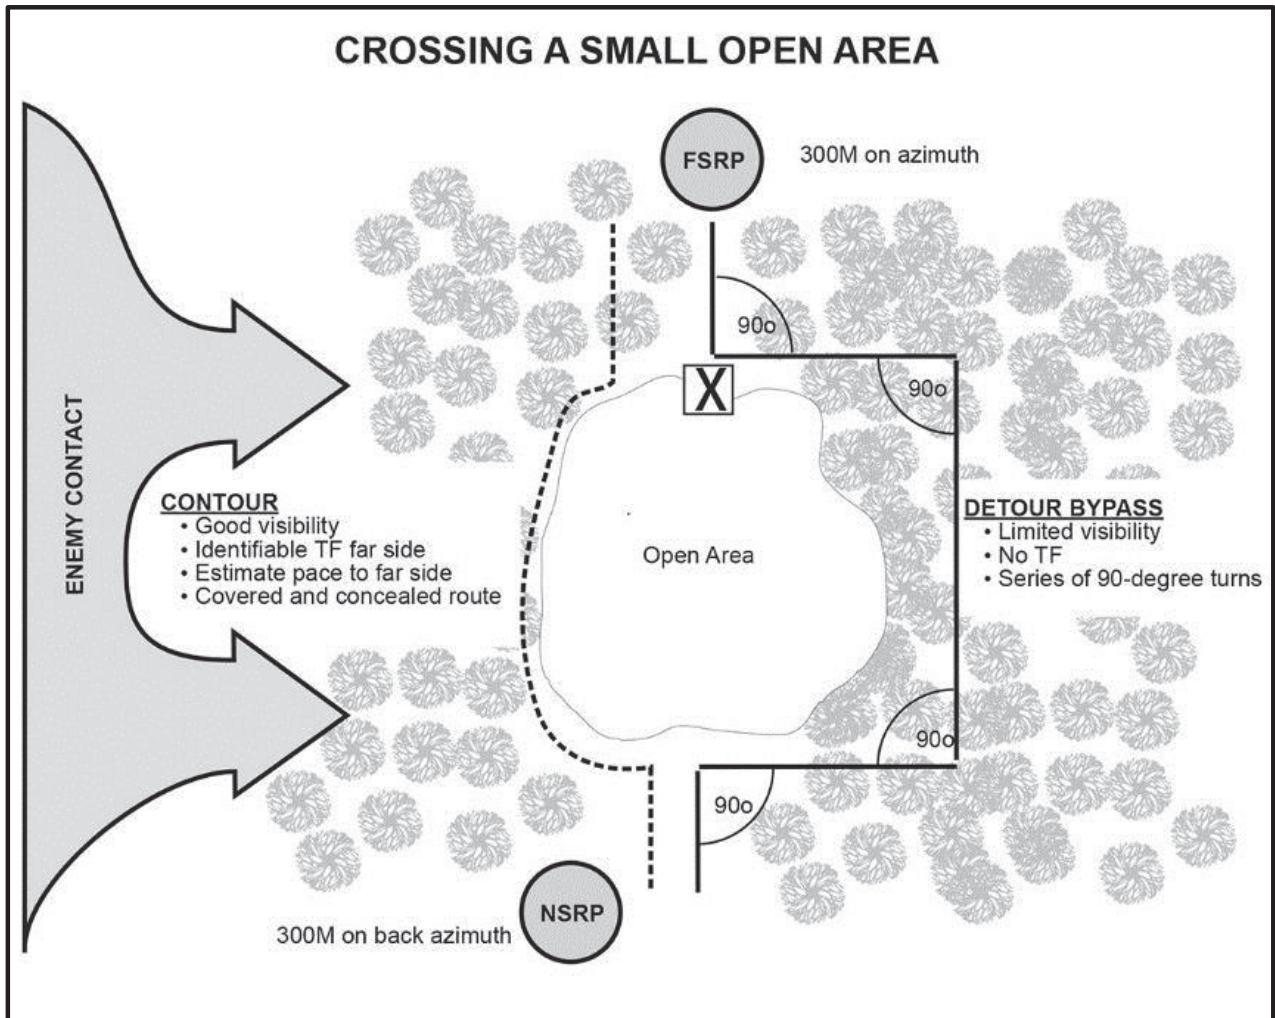 CROSSING A SMALL OPEN AREA
FSRP
300M on azimuth
90o
X
90o
ENEMY CONTACT
CONTOUR
• Good visibility
• Identifiable TF far side
• Estimate pace to far side
• Covered and concealed route
Open Area
DETOUR BYPASS
• Limited visibility
• No TF
• Series of 90-degree turns
90o
90o
NSRP
300M on back azimuth